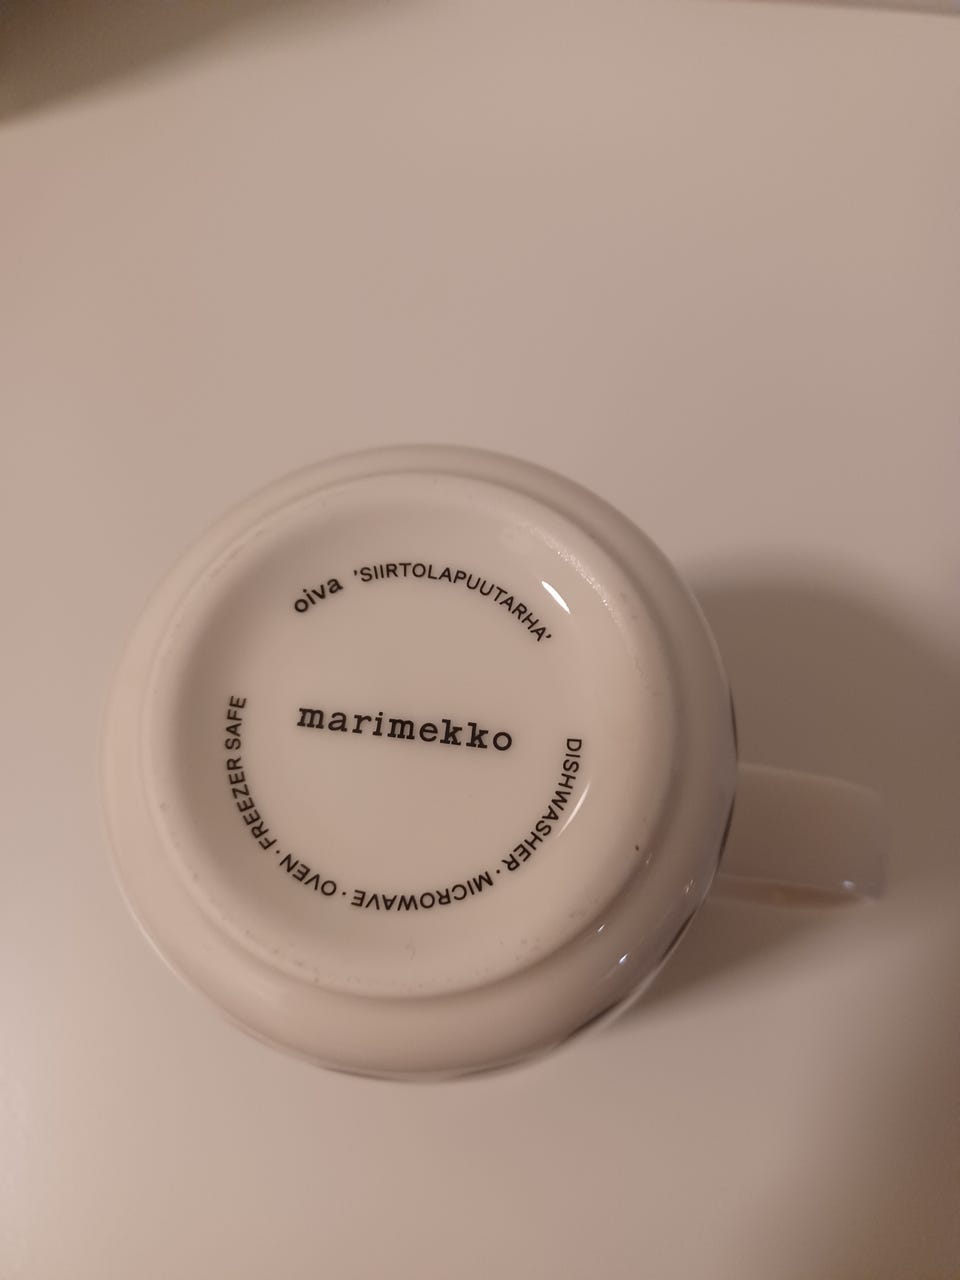 oiva 'SIIRTOLAPUUTARHA'
marimekko
DISHWASHER · MICROWAVE · OVEN · FREEZER SAFE